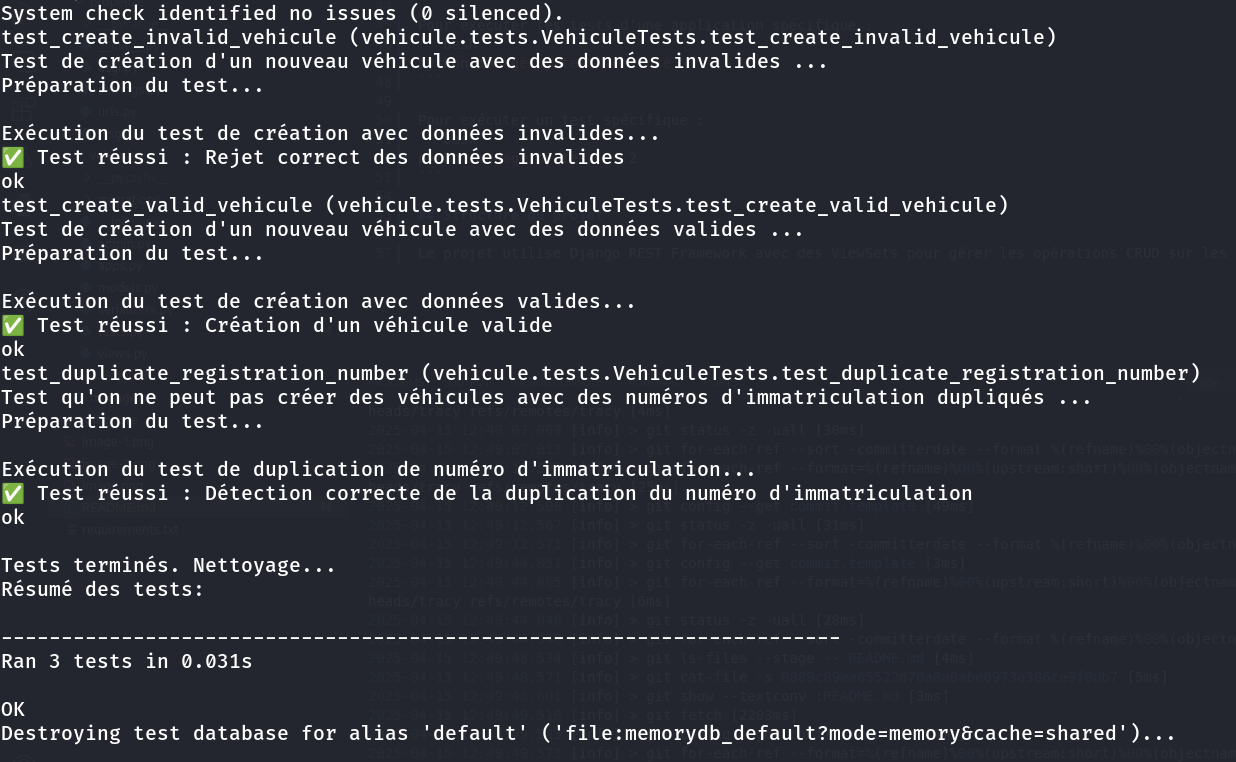 System check identified no issues (0 silenced).
test_create_invalid_vehicule (vehicule.tests.VehiculeTests.test_create_invalid_vehicule)
Test de création d'un nouveau véhicule avec des données invalides ...
Préparation du test...

Exécution du test de création avec données invalides...
✅ Test réussi : Rejet correct des données invalides
ok
test_create_valid_vehicule (vehicule.tests.VehiculeTests.test_create_valid_vehicule)
Test de création d'un nouveau véhicule avec des données valides ...
Préparation du test...

Exécution du test de création avec données valides...
✅ Test réussi : Création d'un véhicule valide
ok
test_duplicate_registration_number (vehicule.tests.VehiculeTests.test_duplicate_registration_number)
Test qu'on ne peut pas créer des véhicules avec des numéros d'immatriculation dupliqués ...
Préparation du test...

Exécution du test de duplication de numéro d'immatriculation...
✅ Test réussi : Détection correcte de la duplication du numéro d'immatriculation
ok

Tests terminés. Nettoyage...
Résumé des tests:

----------------------------------------------------------------------
Ran 3 tests in 0.031s

OK
Destroying test database for alias 'default' ('file:memorydb_default?mode=memory&cache=shared')...